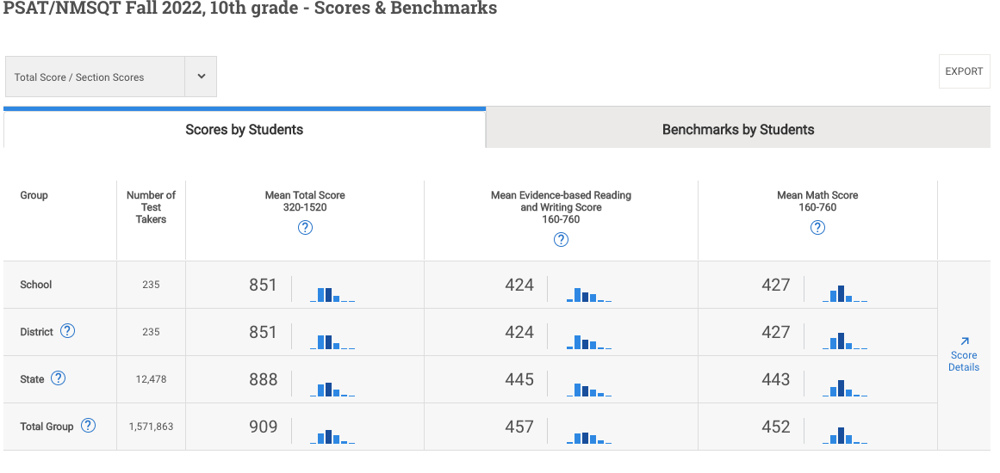 PSAT/NMSQT Fall 2022, 10th grade - Scores & Benchmarks
Total Score / Section Scores
EXPORT
Scores by Students
Benchmarks by Students
Group
Number of
Test
Takers
Mean Total Score
320-1520
?
Mean Evidence-based Reading
and Writing Score
160-760
?
Mean Math Score
160-760
?
School 235 851 424 427
District ? 235 851 424 427
State ? 12,478 888 445 443
Total Group ? 1,571,863 909 457 452
Score
Details